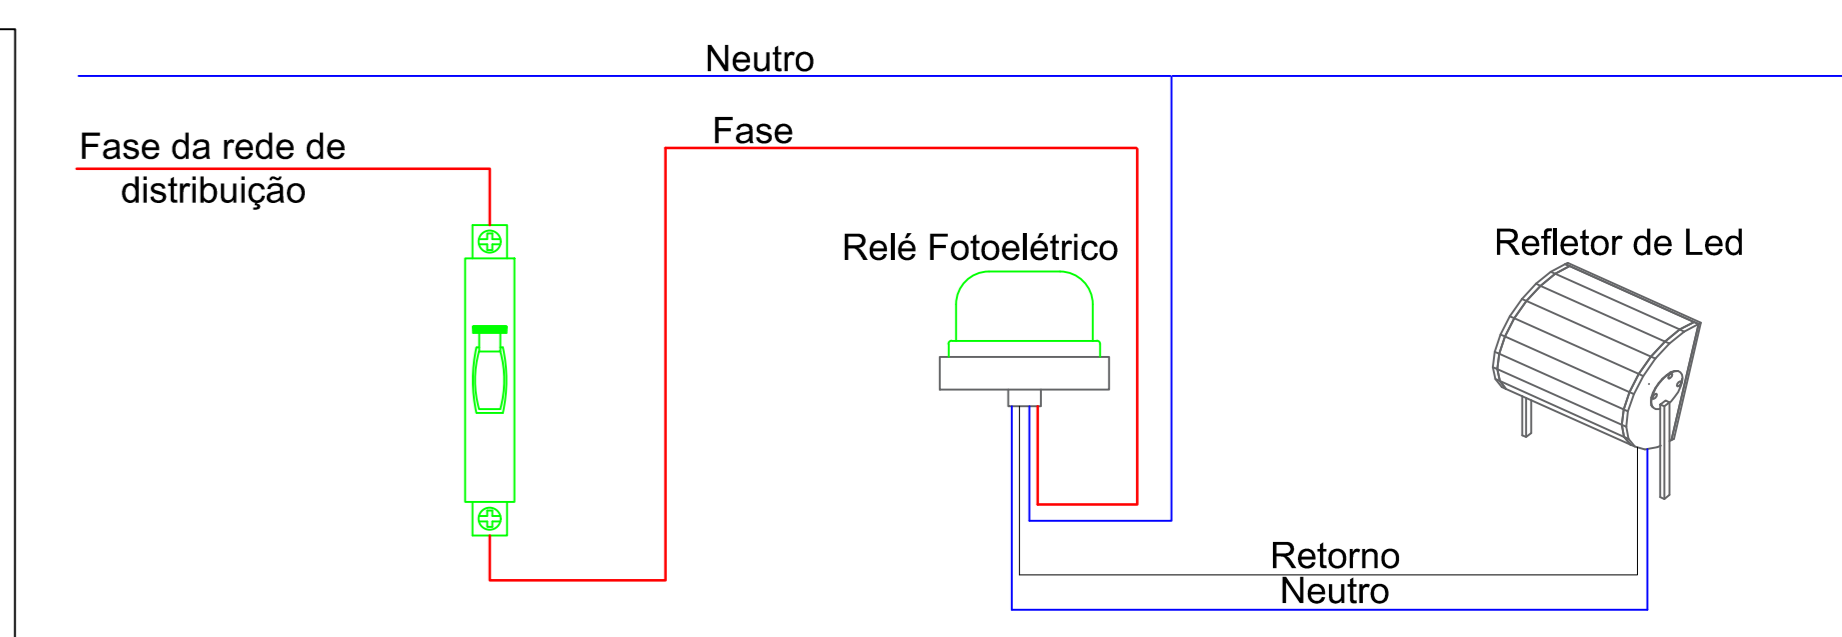 Neutro
Fase
Fase da rede de
distribuição
Relé Fotoelétrico
Refletor de Led
Retorno
Neutro